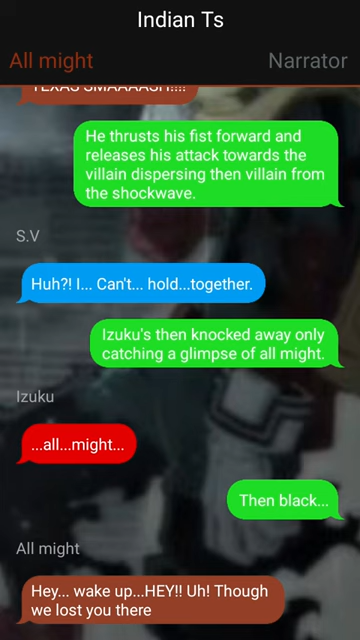 Indian Ts
All might
Narrator
TEXAS SMAAAASH!!!!
He thrusts his fist forward and
releases his attack towards the
villain dispersing then villain from
the shockwave.
S.V
Huh?! I... Can't... hold...together.
Izuku's then knocked away only
catching a glimpse of all might.
Izuku
...all...might...
Then black...
All might
Hey... wake up...HEY!! Uh! Though
we lost you there